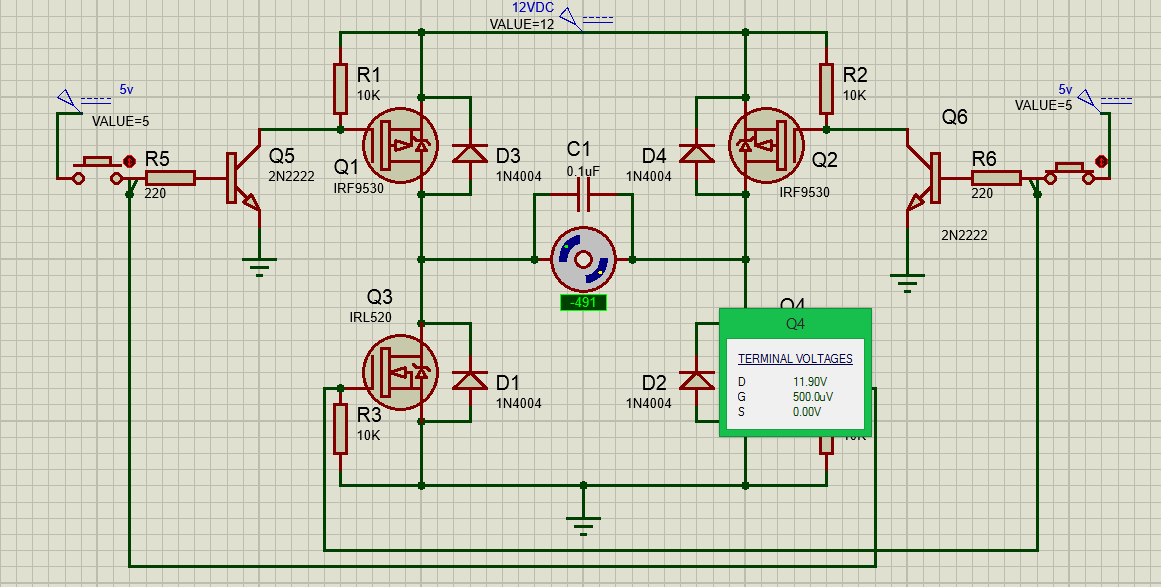 12VDC
VALUE=12
5v
VALUE=5
R1
10K
R2
10K
5v
VALUE=5
Q6
R5
220
Q5
2N2222
Q1
IRF9530
D3
1N4004
C1
0.1uF
D4
1N4004
Q2
IRF9530
R6
220
2N2222
-491
Q3
IRL520
Q4
Q4
TERMINAL VOLTAGES
D 11.90V
G 500.0uV
S 0.00V
D1
1N4004
D2
1N4004
R3
10K
10K